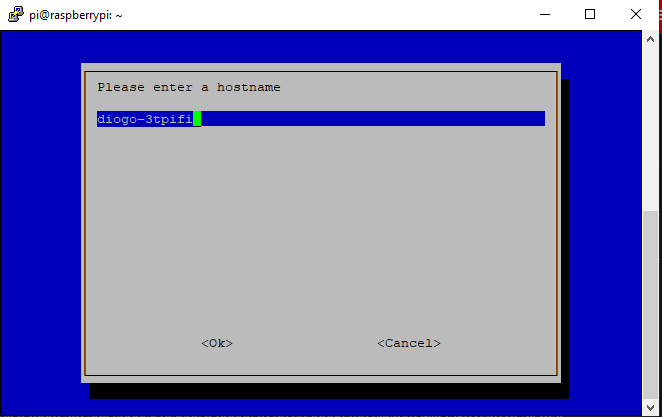 pi@raspberrypi: ~
Please enter a hostname
diogo-3tpifi
<Ok> <Cancel>